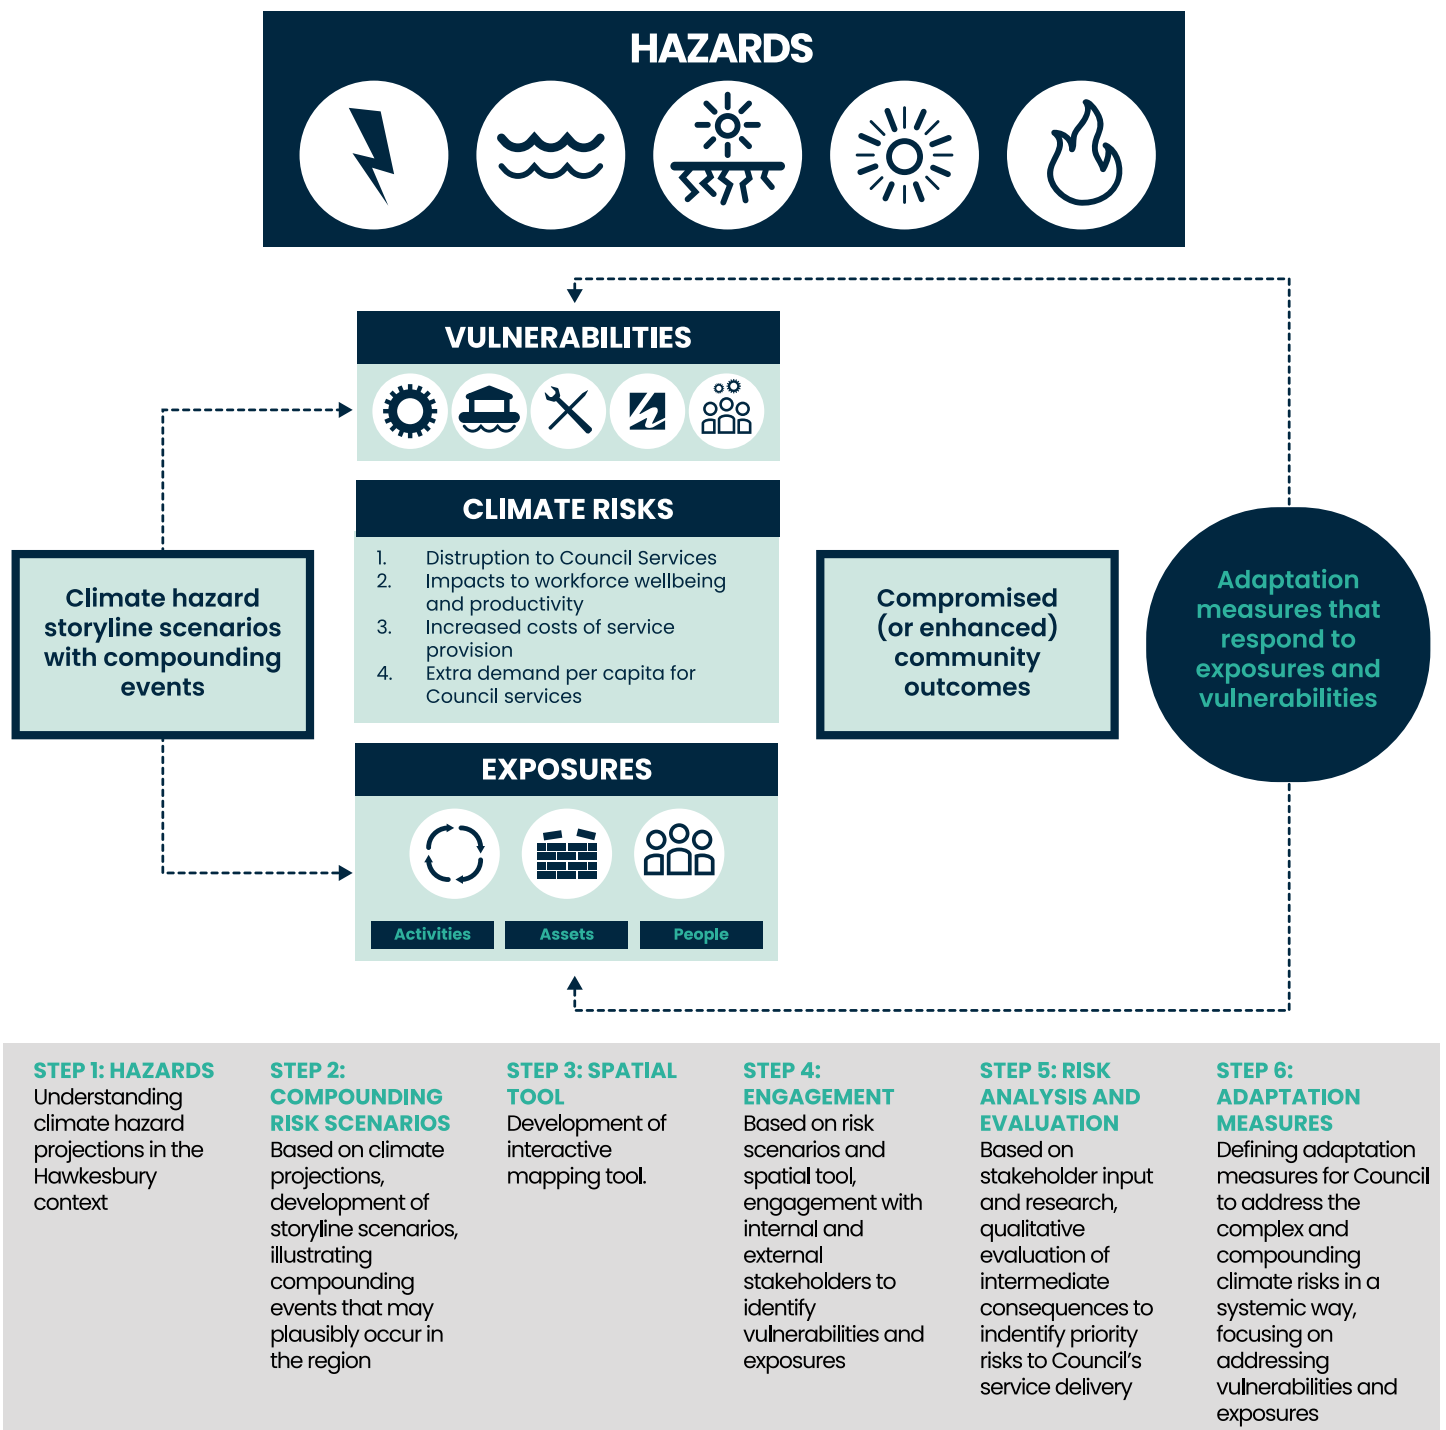 HAZARDS
VULNERABILITIES
CLIMATE RISKS
1. Distruption to Council Services
2. Impacts to workforce wellbeing
and productivity
3. Increased costs of service
provision
4. Extra demand per capita for
Council services
EXPOSURES
Activities
Assets
People
Climate hazard
storyline scenarios
with compounding
events
Compromised
(or enhanced)
community
outcomes
Adaptation
measures that
respond to
exposures and
vulnerabilities
STEP 1: HAZARDS
Understanding
climate hazard
projections in the
Hawkesbury
context
STEP 2:
COMPOUNDING
RISK SCENARIOS
Based on climate
projections,
development of
storyline scenarios,
illustrating
compounding
events that may
plausibly occur in
the region
STEP 3: SPATIAL
TOOL
Development of
interactive
mapping tool.
STEP 4:
ENGAGEMENT
Based on risk
scenarios and
spatial tool,
engagement with
internal and
external
stakeholders to
identify
vulnerabilities and
exposures
STEP 5: RISK
ANALYSIS AND
EVALUATION
Based on
stakeholder input
and research,
qualitative
evaluation of
intermediate
consequences to
indentify priority
risks to Council's
service delivery
STEP 6:
ADAPTATION
MEASURES
Defining adaptation
measures for Council
to address the
complex and
compounding
climate risks in a
systemic way,
focusing on
addressing
vulnerabilities and
exposures